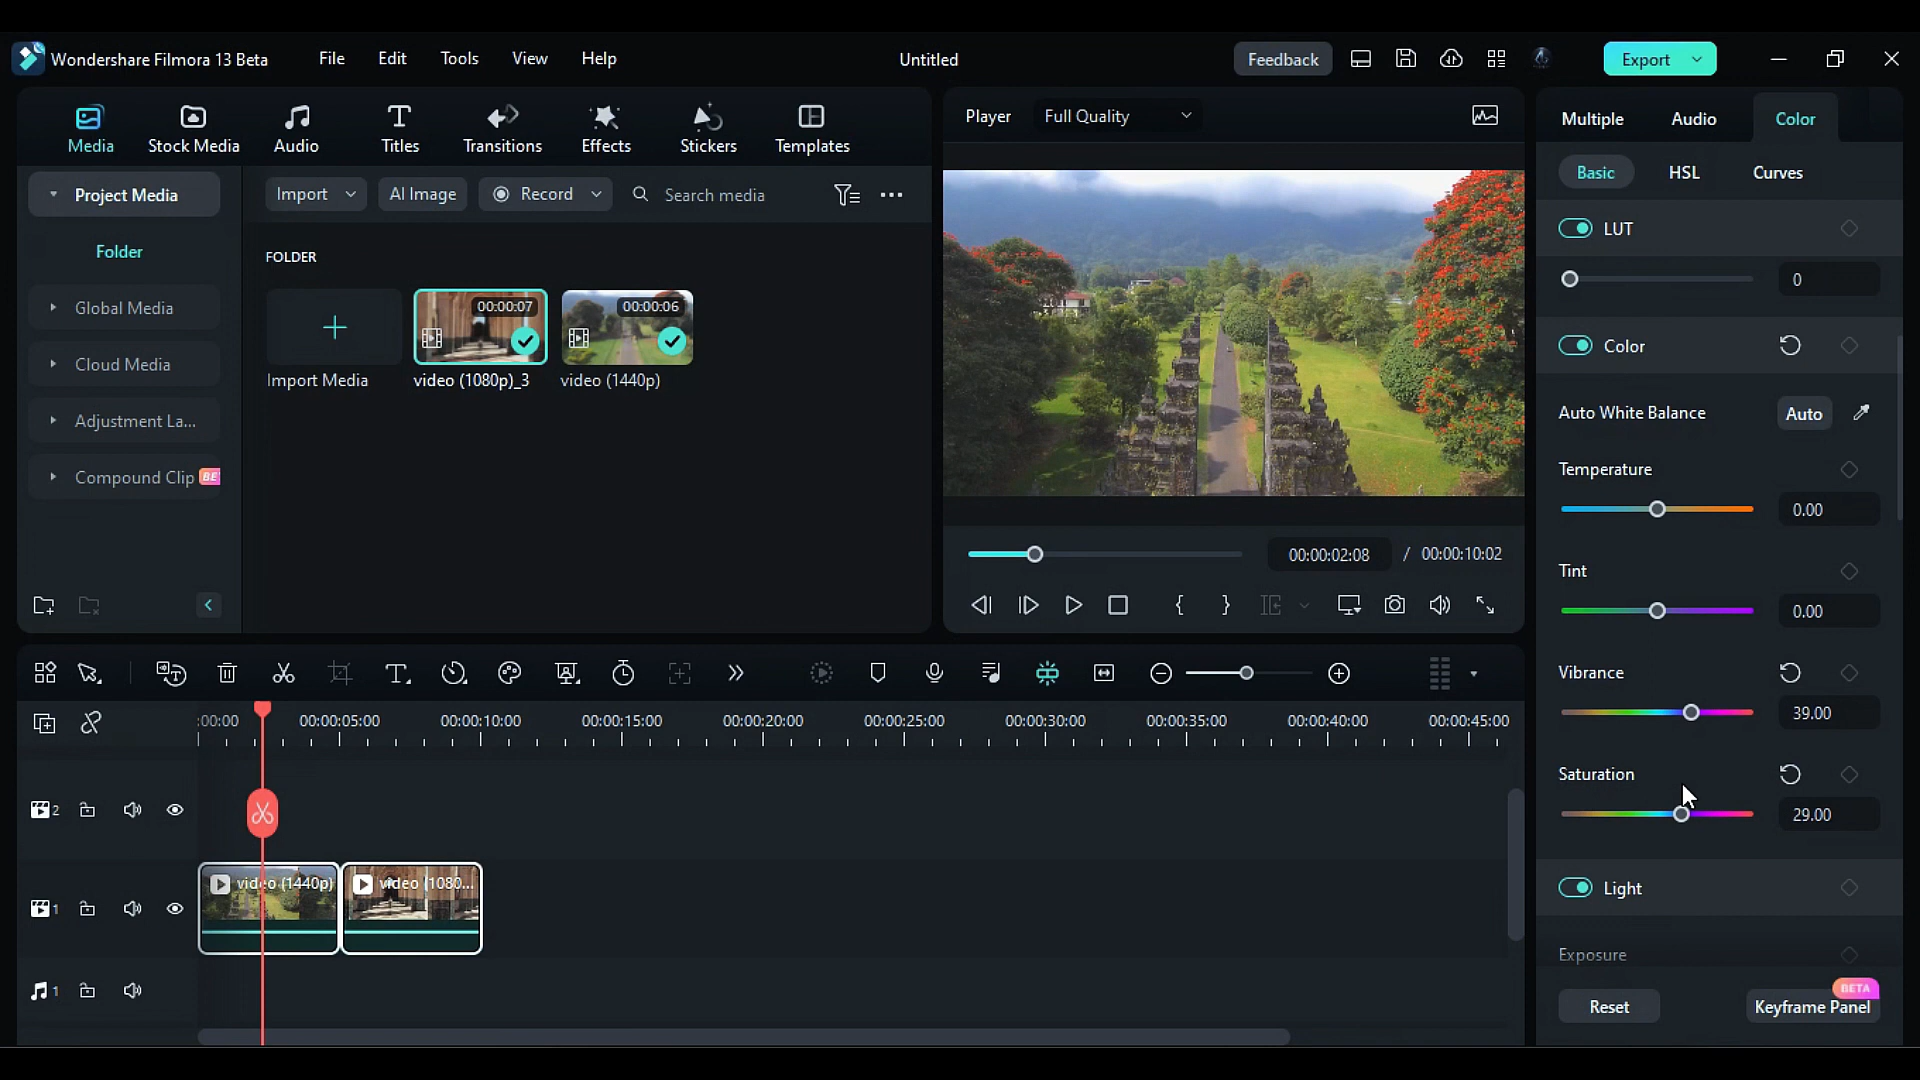 Wondershare Filmora 13 Beta
File Edit Tools View Help
Untitled
Feedback
Export
Media
Stock Media
Audio
Titles
Transitions
Effects
Stickers
Templates
Project Media
Folder
Global Media
Cloud Media
Adjustment La...
Compound Clip BE
Import
AI Image
Record
Search media
FOLDER
Import Media
00:00:07
video (1080p)_3
00:00:06
video (1440p)
Player
Full Quality
00:00:02:08 / 00:00:10:02
Multiple
Audio
Color
Basic
HSL
Curves
LUT
0
Color
Auto White Balance
Auto
Temperature
0.00
Tint
0.00
Vibrance
39.00
Saturation
29.00
Light
Exposure
Reset
BETA
Keyframe Panel
:00:00 00:00:05:00 00:00:10:00 00:00:15:00 00:00:20:00 00:00:25:00 00:00:30:00 00:00:35:00 00:00:40:00 00:00:45:00
2
1
video (1440p)
video (1080...
1